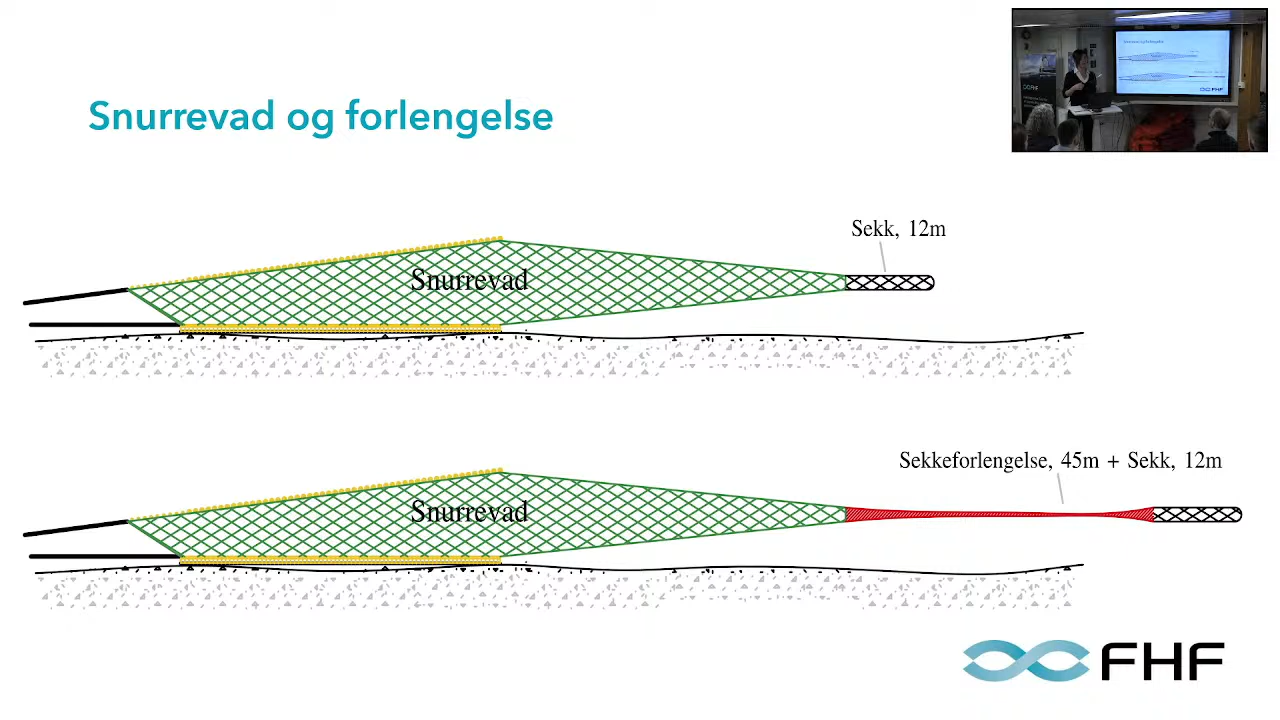 Snurrevad og forlengelse
Sekk, 12m
Snurrevad
Sekkeforlengelse, 45m + Sekk, 12m
Snurrevad
FHF